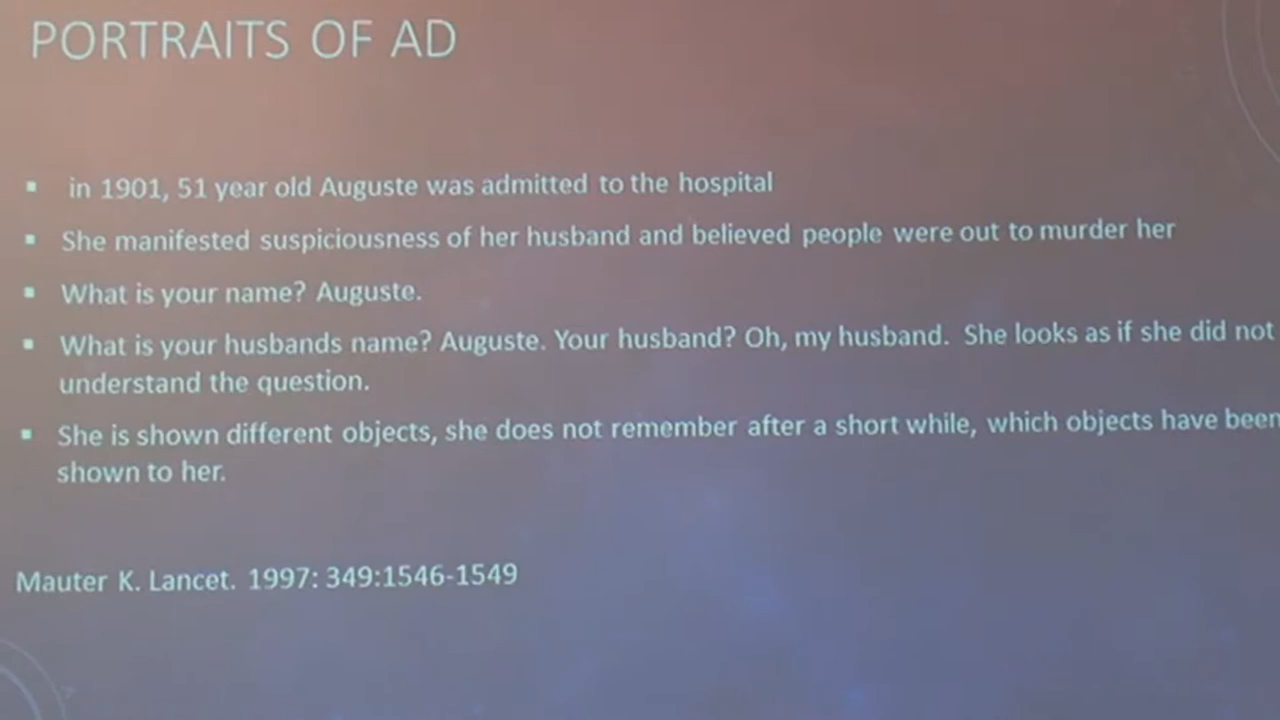 PORTRAITS OF AD
▪ in 1901, 51 year old Auguste was admitted to the hospital
▪ She manifested suspiciousness of her husband and believed people were out to murder her
▪ What is your name? Auguste.
▪ What is your husbands name? Auguste. Your husband? Oh, my husband. She looks as if she did not
understand the question.
▪ She is shown different objects, she does not remember after a short while, which objects have been
shown to her.
Mauter K. Lancet. 1997: 349:1546-1549